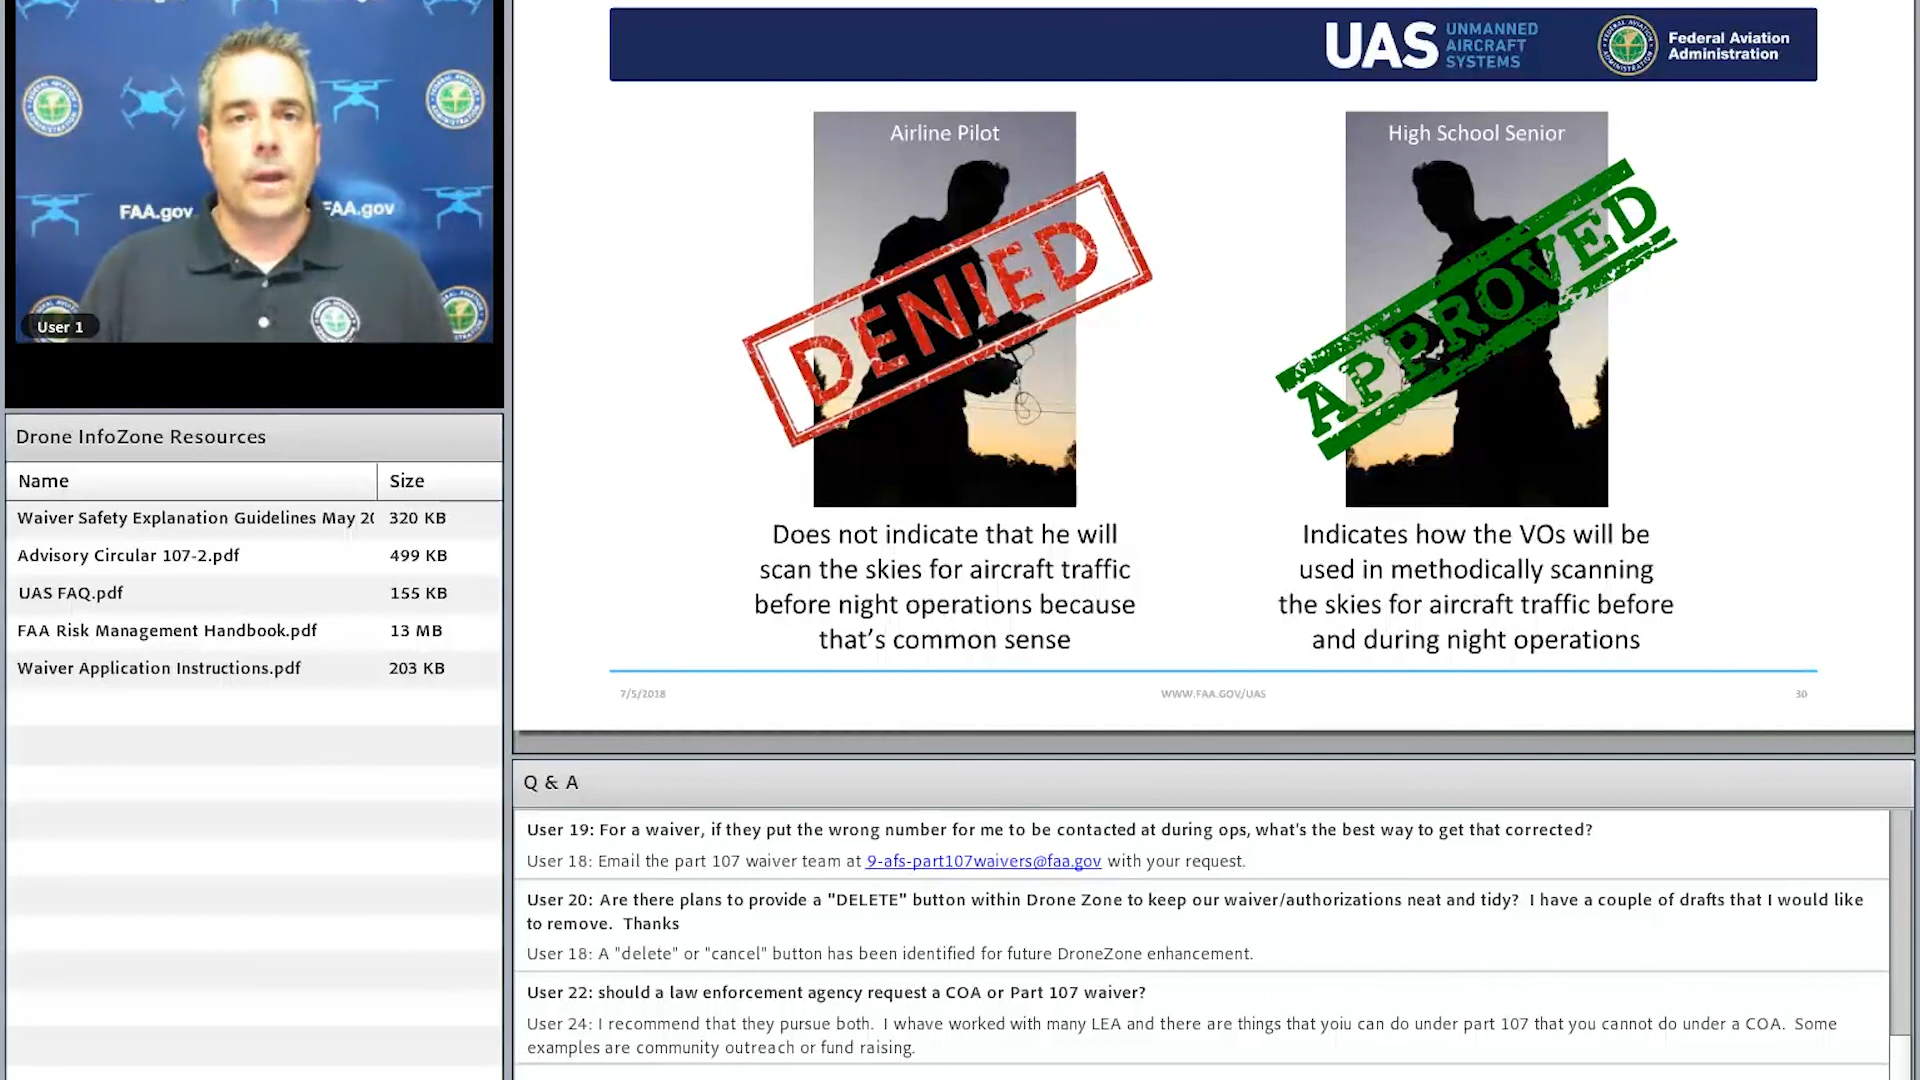 FAA.gov
FAA.gov
User 1
Drone InfoZone Resources
Name
Size
Waiver Safety Explanation Guidelines May 20
320 KB
Advisory Circular 107-2.pdf
499 KB
UAS FAQ.pdf
155 KB
FAA Risk Management Handbook.pdf
13 MB
Waiver Application Instructions.pdf
203 KB
UAS
UNMANNED
AIRCRAFT
SYSTEMS
Federal Aviation
Administration
Airline Pilot
DENIED
Does not indicate that he will
scan the skies for aircraft traffic
before night operations because
that's common sense
High School Senior
APPROVED
Indicates how the VOs will be
used in methodically scanning
the skies for aircraft traffic before
and during night operations
7/5/2018
WWW.FAA.GOV/UAS
30
Q & A
User 19: For a waiver, if they put the wrong number for me to be contacted at during ops, what's the best way to get that corrected?
User 18: Email the part 107 waiver team at 9-afs-part107waivers@faa.gov with your request.
User 20: Are there plans to provide a "DELETE" button within Drone Zone to keep our waiver/authorizations neat and tidy? I have a couple of drafts that I would like
to remove. Thanks
User 18: A "delete" or "cancel" button has been identified for future DroneZone enhancement.
User 22: should a law enforcement agency request a COA or Part 107 waiver?
User 24: I recommend that they pursue both. I whave worked with many LEA and there are things that yoiu can do under part 107 that you cannot do under a COA. Some
examples are community outreach or fund raising.